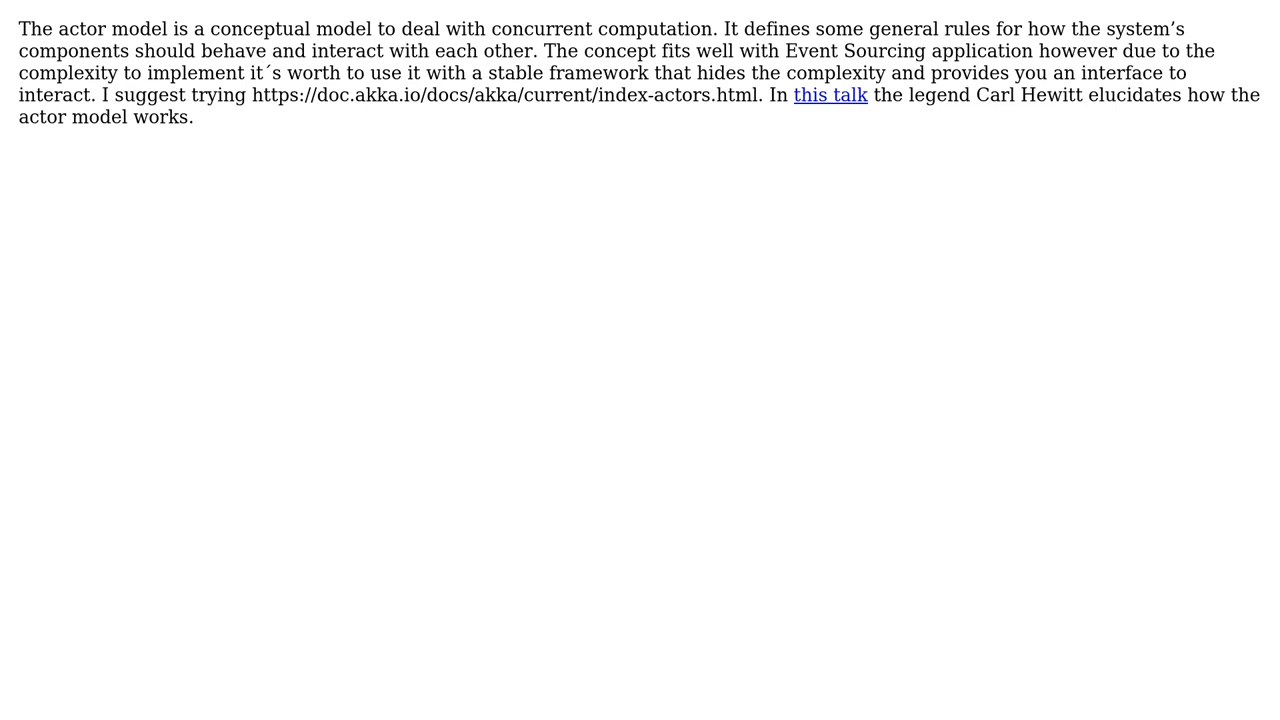 The actor model is a conceptual model to deal with concurrent computation. It defines some general rules for how the system’s
components should behave and interact with each other. The concept fits well with Event Sourcing application however due to the
complexity to implement it´s worth to use it with a stable framework that hides the complexity and provides you an interface to
interact. I suggest trying https://doc.akka.io/docs/akka/current/index-actors.html. In this talk the legend Carl Hewitt elucidates how the
actor model works.